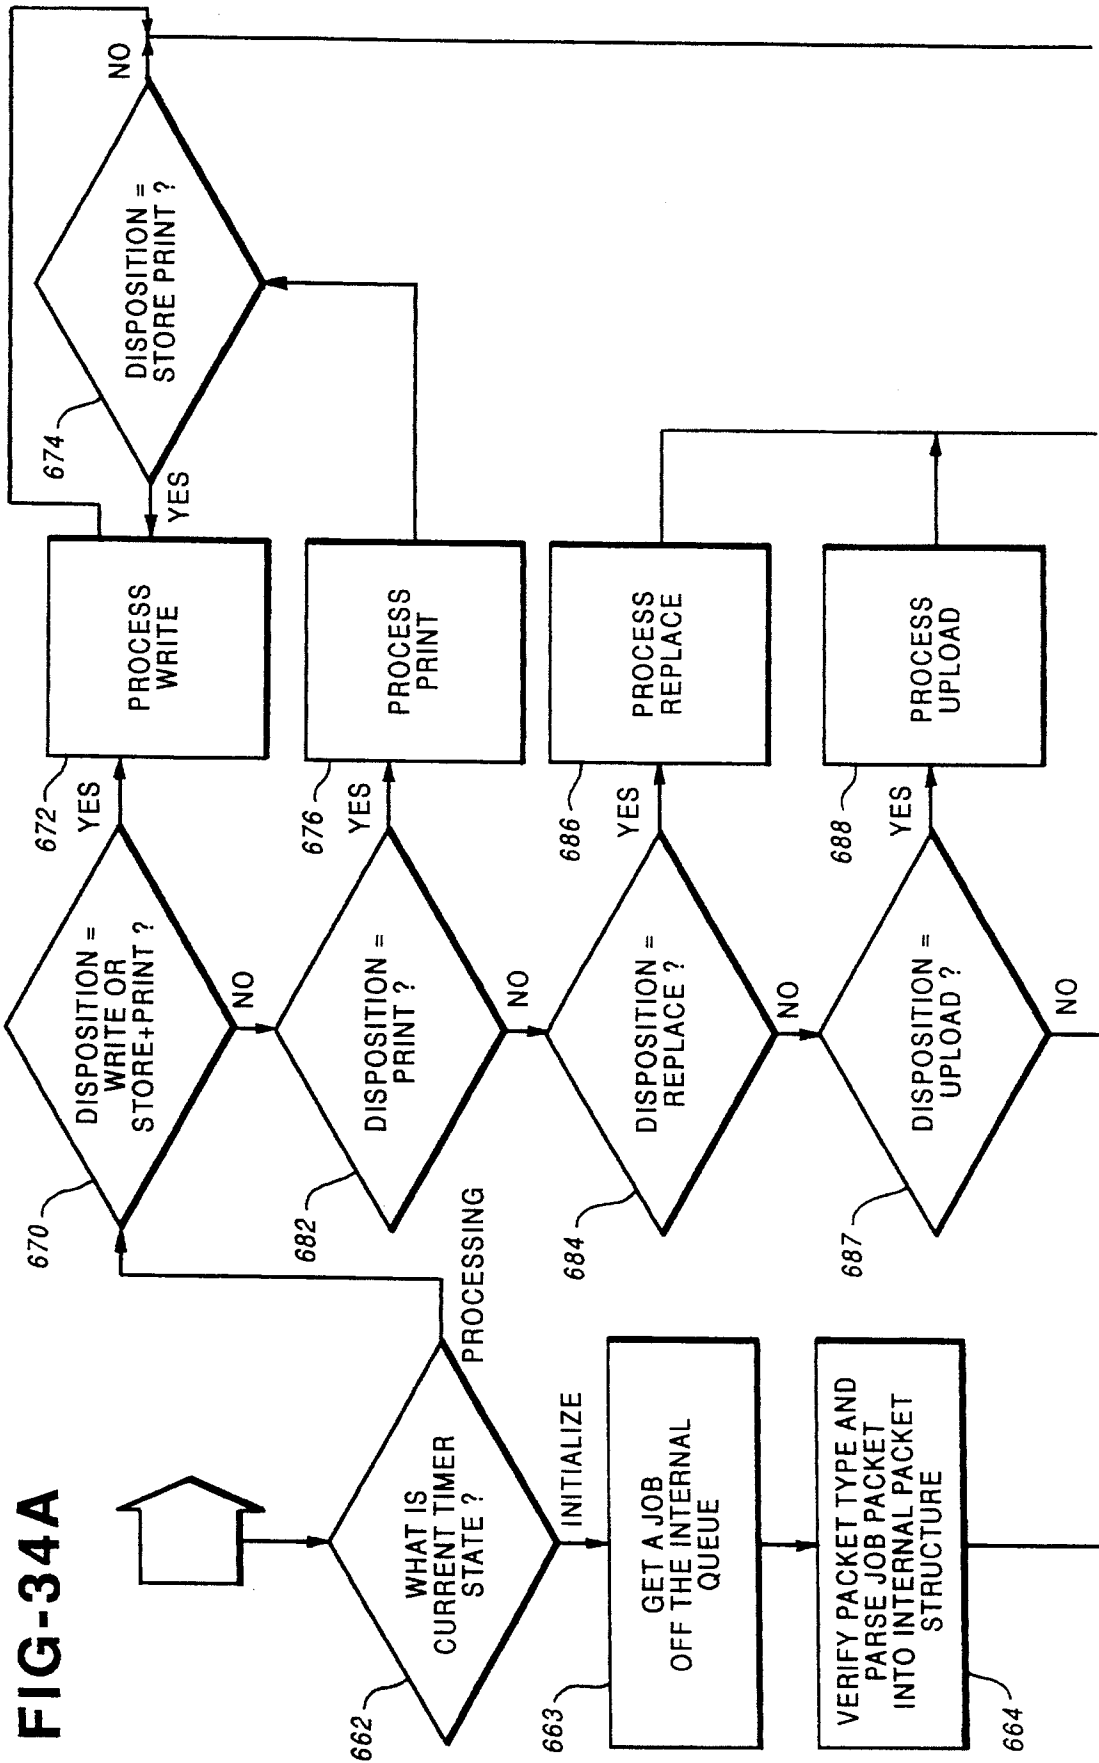 FIG-34A
662
WHAT IS
CURRENT TIMER
STATE ?
PROCESSING
INITIALIZE
663
GET A JOB
OFF THE INTERNAL
QUEUE
664
VERIFY PACKET TYPE AND
PARSE JOB PACKET
INTO INTERNAL PACKET
STRUCTURE
670
DISPOSITION =
WRITE OR
STORE+PRINT ?
YES
NO
672
PROCESS
WRITE
674
DISPOSITION =
STORE PRINT ?
YES
NO
682
DISPOSITION =
PRINT ?
YES
NO
676
PROCESS
PRINT
684
DISPOSITION =
REPLACE ?
YES
NO
686
PROCESS
REPLACE
687
DISPOSITION =
UPLOAD ?
YES
NO
688
PROCESS
UPLOAD